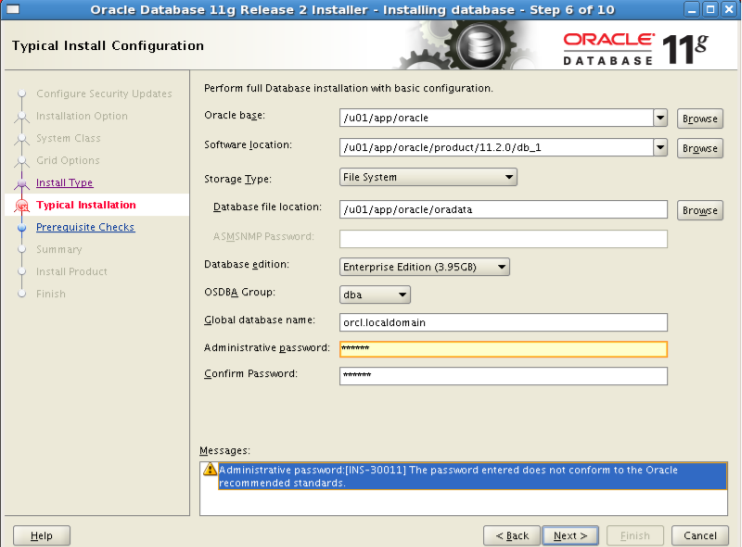 Oracle Database 11g Release 2 Installer - Installing database - Step 6 of 10
Typical Install Configuration
ORACLE
DATABASE
11g
Configure Security Updates
Installation Option
System Class
Grid Options
Install Type
Typical Installation
Prerequisite Checks
Summary
Install Product
Finish
Perform full Database installation with basic configuration.
Oracle base: /u01/app/oracle Browse
Software location: /u01/app/oracle/product/11.2.0/db_1 Browse
Storage Type: File System
Database file location: /u01/app/oracle/oradata Browse
ASMSNMP Password:
Database edition: Enterprise Edition (3.95GB)
OSDBA Group: dba
Global database name: orcl.localdomain
Administrative password: ******
Confirm Password: ******
Messages:
Administrative password:[INS-30011] The password entered does not conform to the Oracle
recommended standards.
Help < Back Next > Finish Cancel